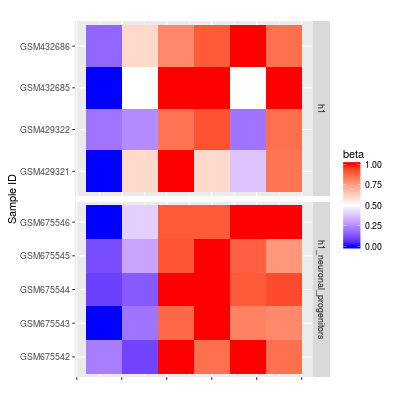 Sample ID
GSM432686
GSM432685
GSM429322
GSM429321
h1
GSM675546
GSM675545
GSM675544
GSM675543
GSM675542
h1_neuronal_progenitors
beta
1.00
0.75
0.50
0.25
0.00